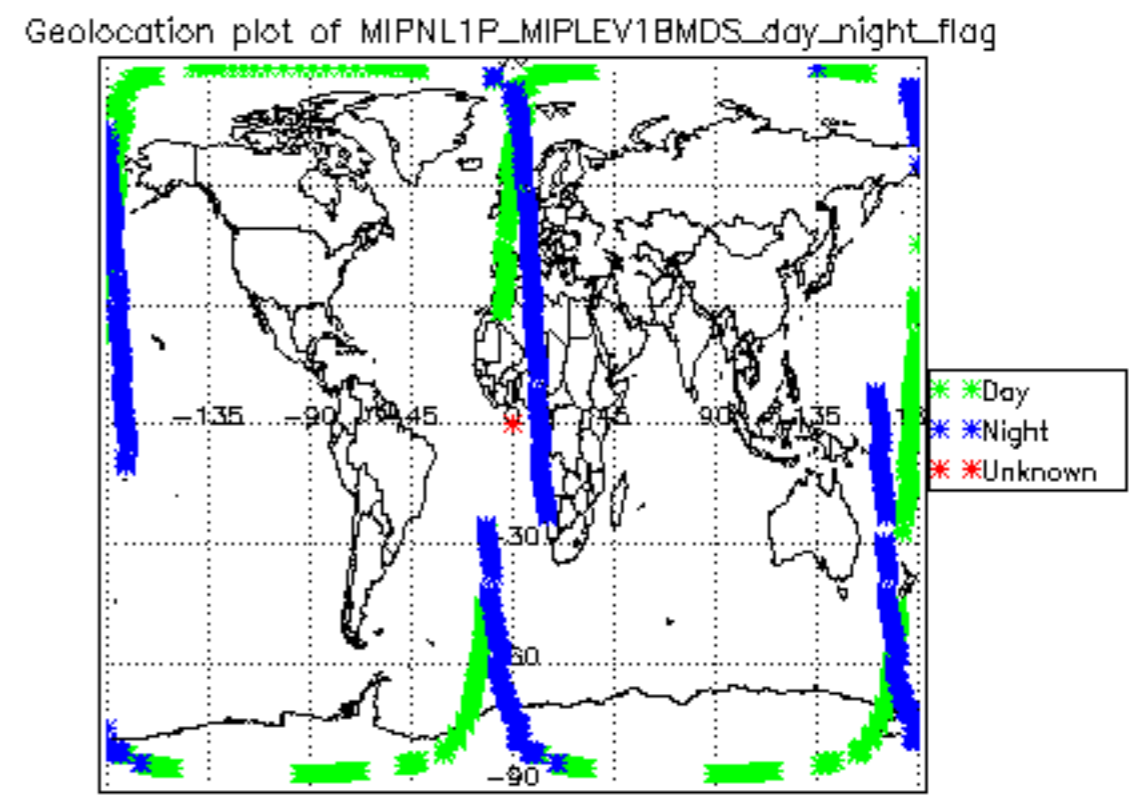 Geolocation plot of MIPNL1P_MIPLEV1BMDS_day_night_flag
Day
-135 -90 45 45 90 135
Night
Unknown
-30
-60
-90